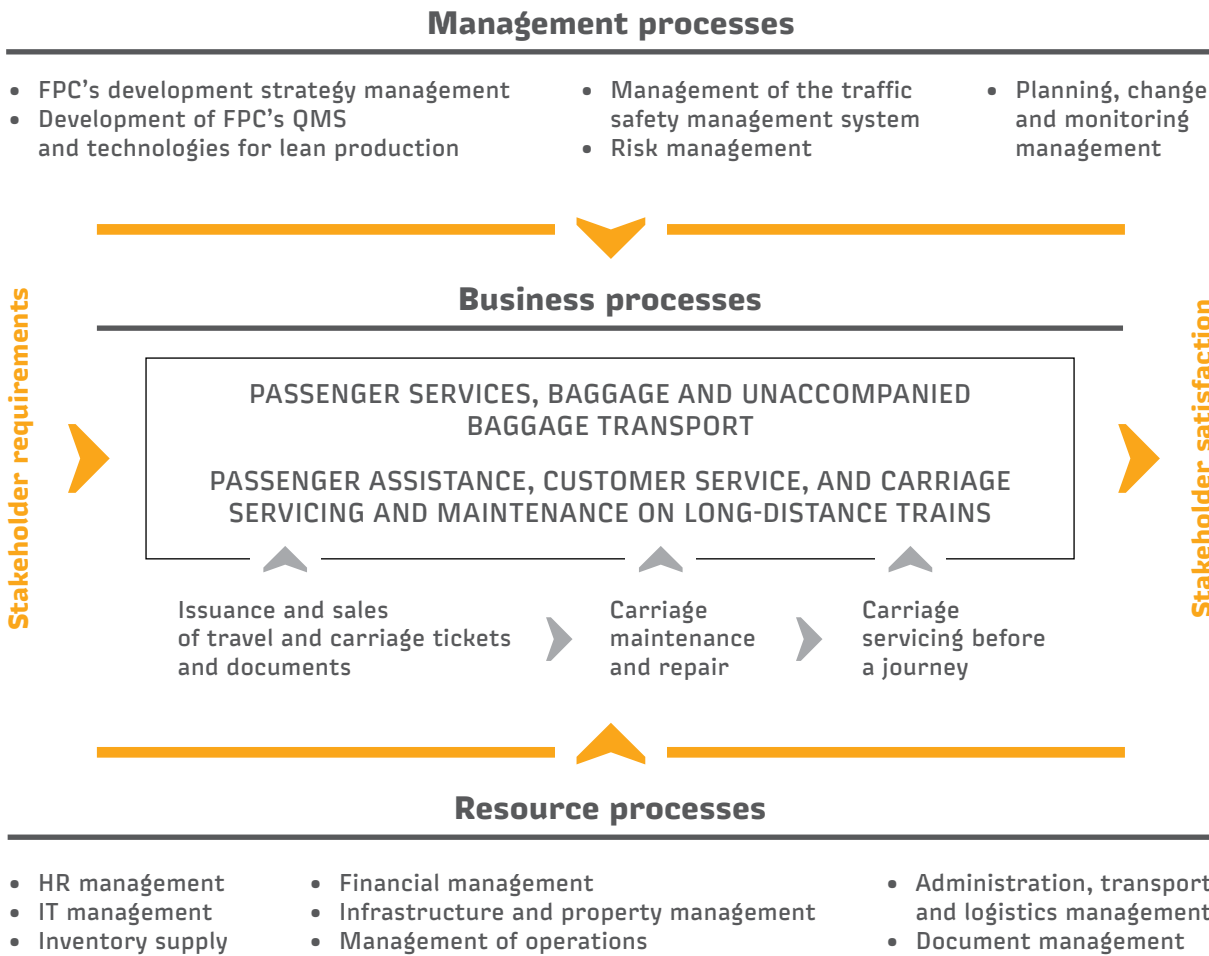 Management processes
• FPC’s development strategy management
• Development of FPC’s QMS
and technologies for lean production
• Management of the traffic
safety management system
• Risk management
• Planning, change
and monitoring
management
Stakeholder requirements
Business processes
PASSENGER SERVICES, BAGGAGE AND UNACCOMPANIED
BAGGAGE TRANSPORT
PASSENGER ASSISTANCE, CUSTOMER SERVICE, AND CARRIAGE
SERVICING AND MAINTENANCE ON LONG-DISTANCE TRAINS
Issuance and sales
of travel and carriage tickets
and documents
Carriage
maintenance
and repair
Carriage
servicing before
a journey
Stakeholder satisfaction
Resource processes
• HR management
• IT management
• Inventory supply
• Financial management
• Infrastructure and property management
• Management of operations
• Administration, transport
and logistics management
• Document management